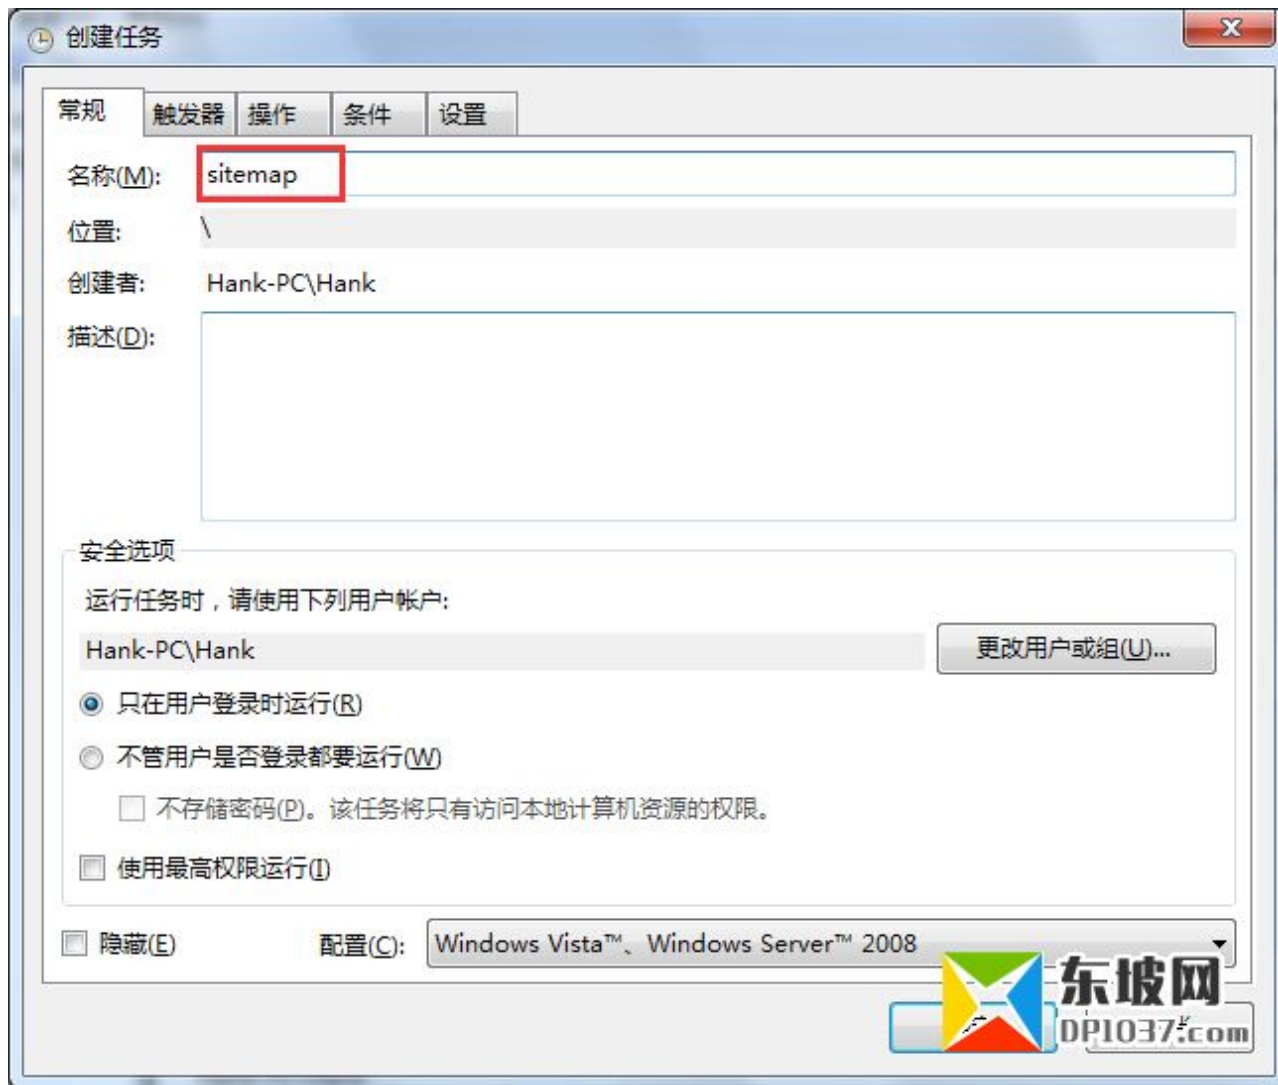 创建任务
常规 触发器 操作 条件 设置
名称(M): sitemap
位置: \
创建者: Hank-PC\Hank
描述(D):
安全选项
运行任务时，请使用下列用户帐户:
Hank-PC\Hank 更改用户或组(U)...
只在用户登录时运行(R)
不管用户是否登录都要运行(W)
不存储密码(P)。该任务将只有访问本地计算机资源的权限。
使用最高权限运行(I)
隐藏(E) 配置(C): Windows Vista™、Windows Server™ 2008
东坡网
DP1037.com